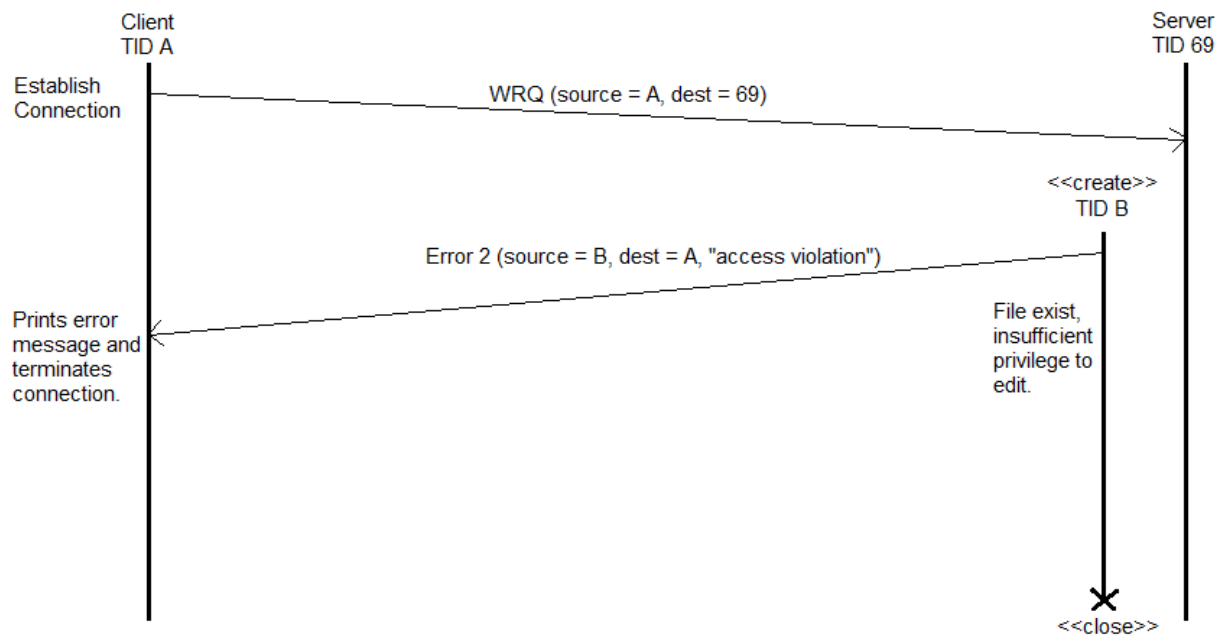 Client
TID A
Server
TID 69
Establish
Connection
WRQ (source = A, dest = 69)
<<create>>
TID B
Error 2 (source = B, dest = A, "access violation")
Prints error
message and
terminates
connection.
File exist,
insufficient
privilege to
edit.
<<close>>